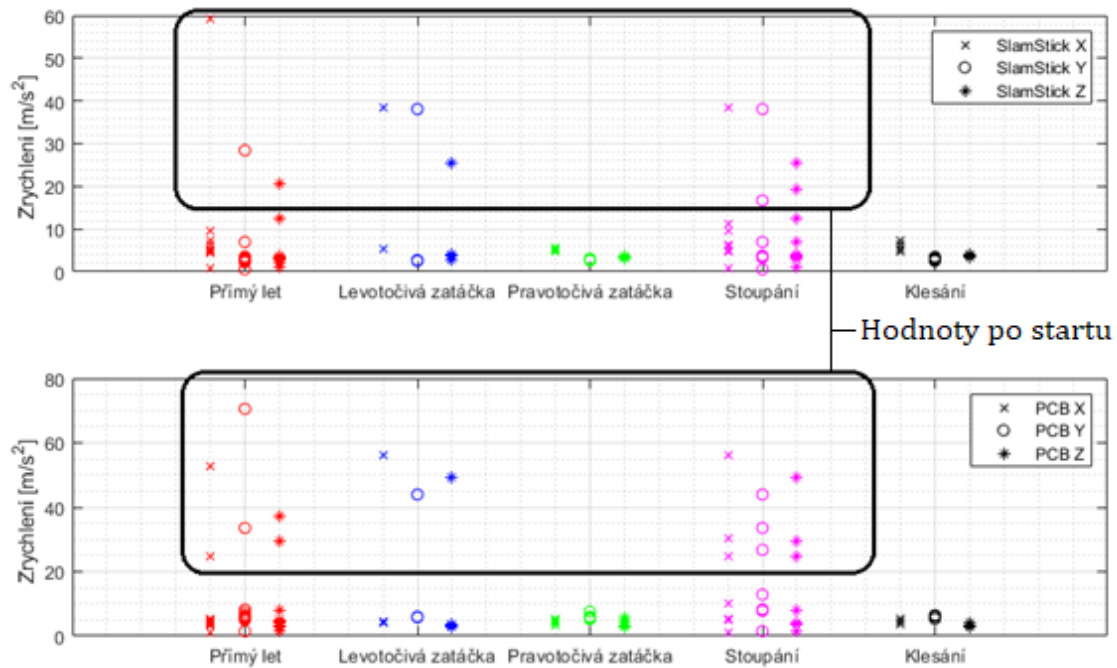 60
50
40
30
20
10
0
Zrychlení [m/s²]
× SlamStick X
○ SlamStick Y
✱ SlamStick Z
Přímý let Levotočivá zatáčka Pravotočivá zatáčka Stoupání Klesání
Hodnoty po startu
80
60
40
20
0
Zrychlení [m/s²]
× PCB X
○ PCB Y
✱ PCB Z
Přímý let Levotočivá zatáčka Pravotočivá zatáčka Stoupání Klesání